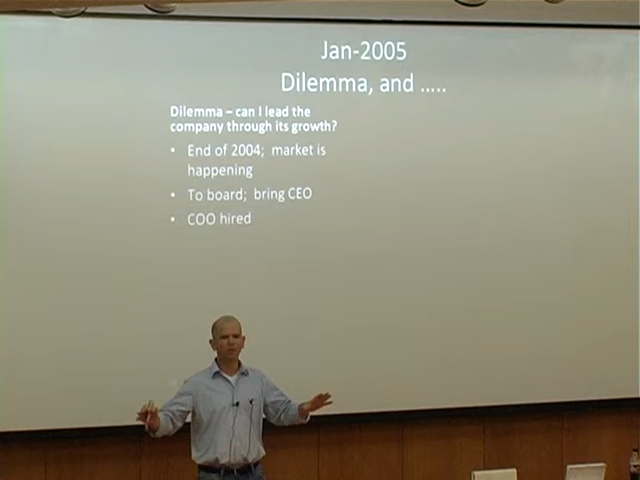 Jan-2005
Dilemma, and .....
Dilemma – can I lead the
company through its growth?
• End of 2004; market is
happening
• To board; bring CEO
• COO hired